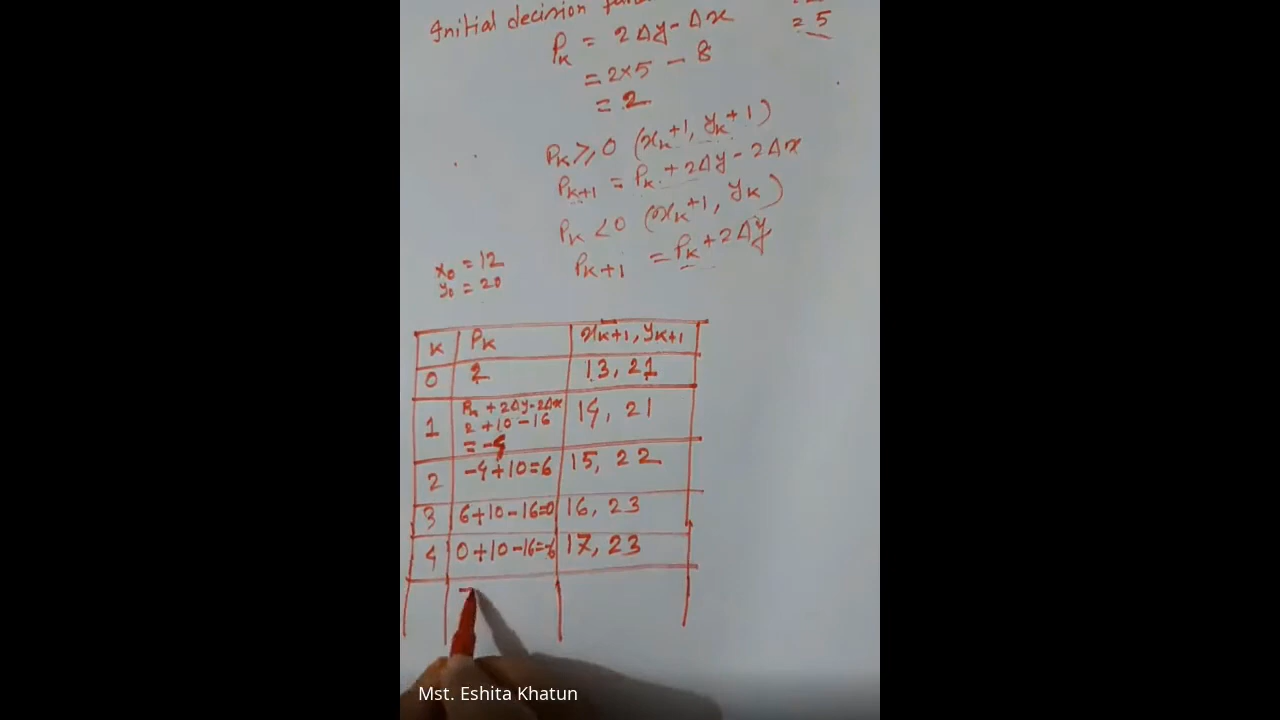 Initial decision
= 5
Pk = 2Δy - Δx
= 2×5 - 8
= 2
Pk ≥ 0 (xk+1, yk+1)
Pk+1 = Pk + 2Δy - 2Δx
Pk < 0 (xk+1, yk)
Pk+1 = Pk + 2Δy
x0 = 12
y0 = 20
K Pk xk+1, yk+1
0 2 13, 21
1 Pk + 2Δy - 2Δx 14, 21
2 + 10 - 16
= -4
2 -4+10=6 15, 22
3 6+10-16=0 16, 23
4 0+10-16=-6 17, 23
Mst. Eshita Khatun